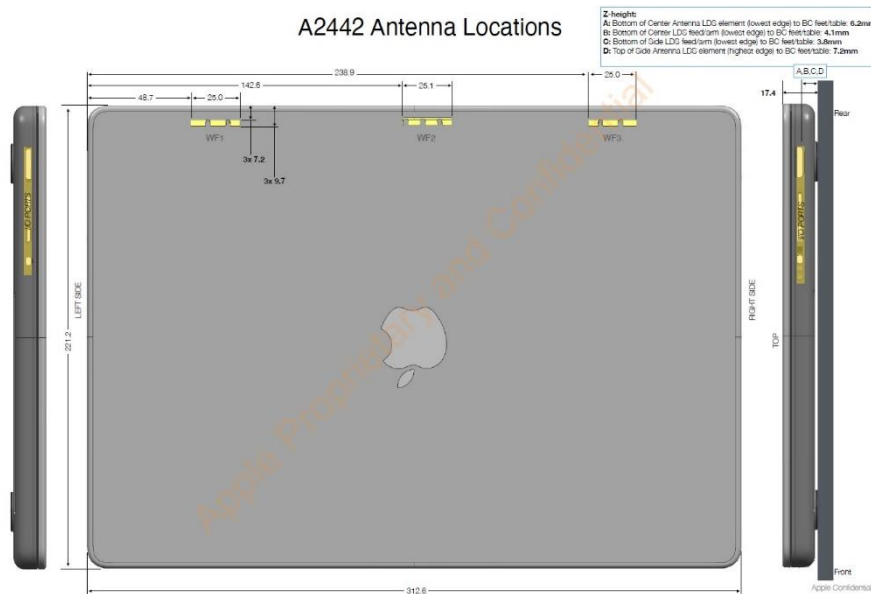 A2442 Antenna Locations
Z-height:
A: Bottom of Center Antenna LDS element (lowest edge) to BC feet/table: 6.2mm
B: Bottom of Center LDS feed/arm (lowest edge) to BC feet/table: 4.1mm
C: Bottom of Side LDS feed/arm (lowest edge) to BC feet/table: 3.8mm
D: Top of Side Antenna LDS element (highest edge) to BC feet/table: 7.2mm
238.9
142.6
48.7
25.0
25.1
25.0
A,B,C,D
17.4
Rear
WF1
WF2
WF3
3x 7.2
3x 9.7
I/O PORTS
I/O PORTS
LEFT SIDE
221.2
RIGHT SIDE
TOP
Apple Proprietary and Confidential
312.6
Front
Apple Confidential